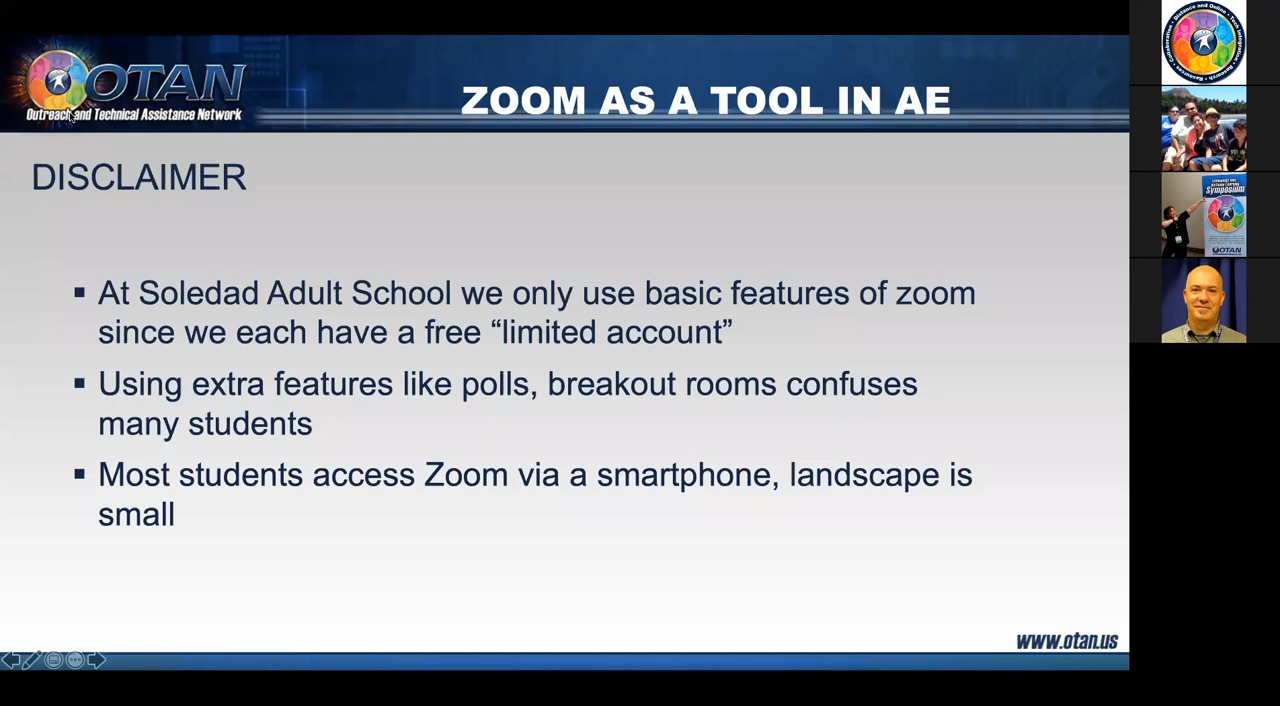 OTAN
Outreach and Technical Assistance Network
ZOOM AS A TOOL IN AE
DISCLAIMER
▪ At Soledad Adult School we only use basic features of zoom
since we each have a free “limited account”
▪ Using extra features like polls, breakout rooms confuses
many students
▪ Most students access Zoom via a smartphone, landscape is
small
www.otan.us
Symposium
OTAN